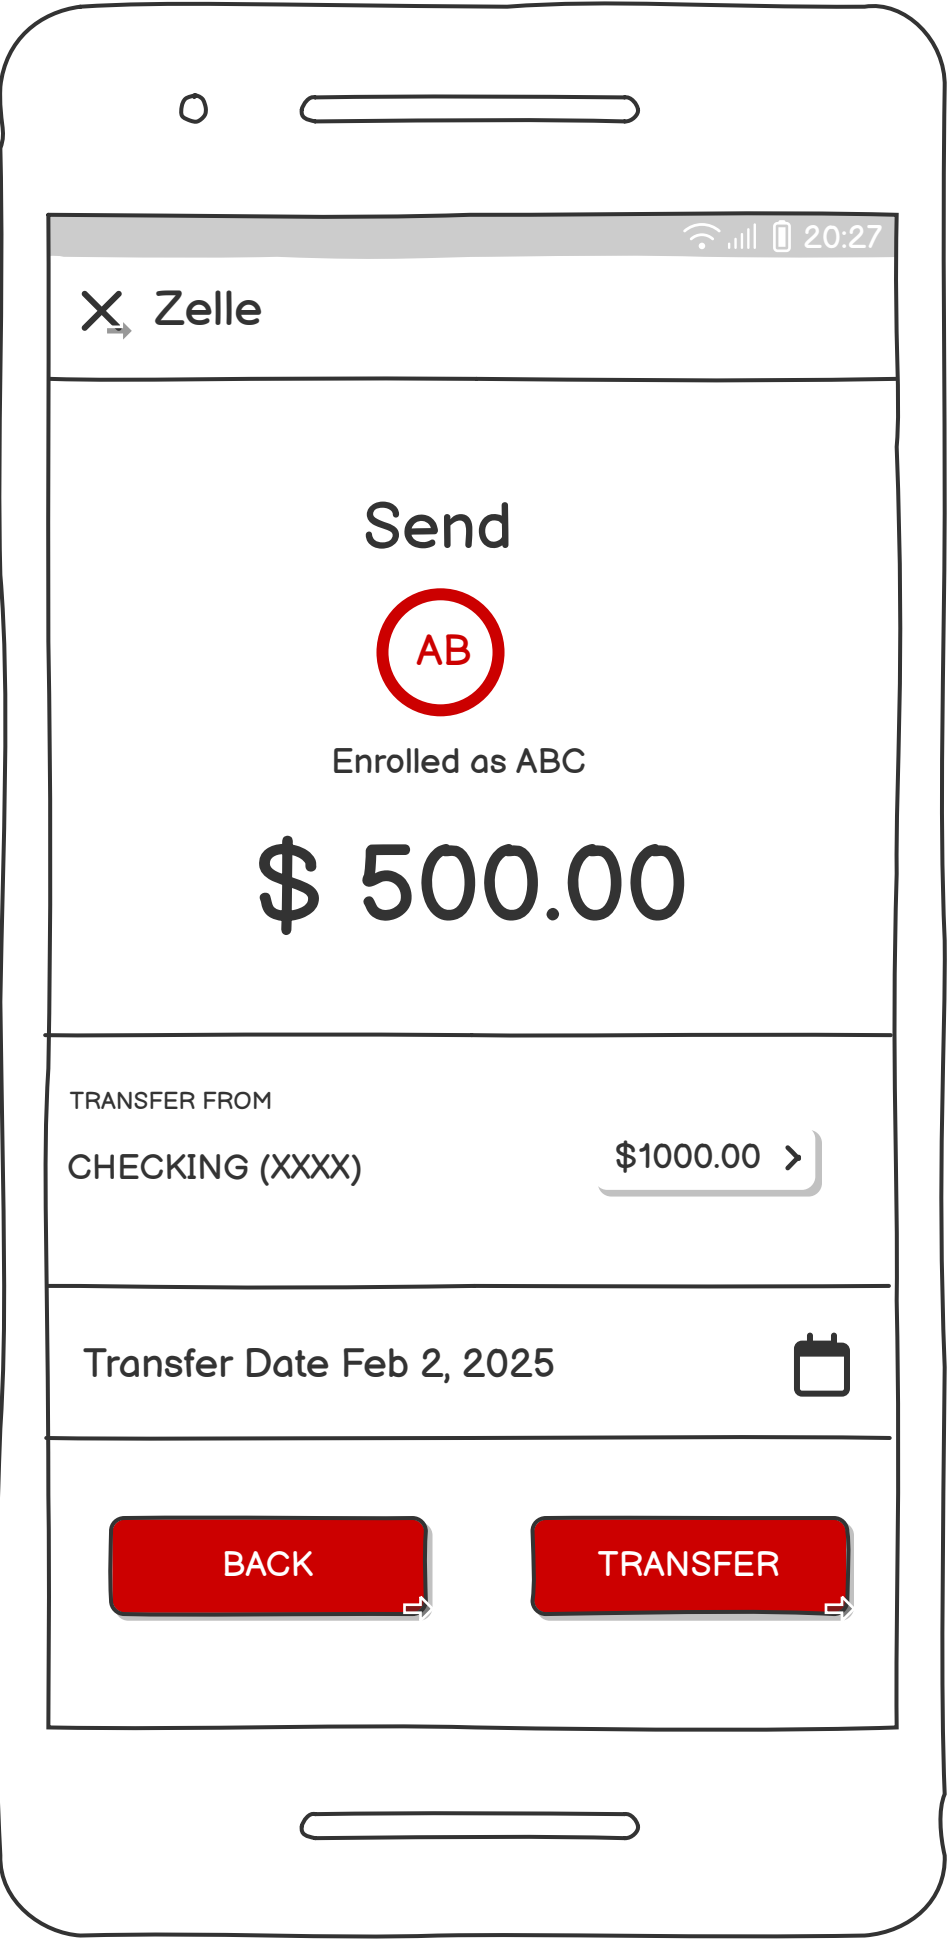 20:27
Zelle
Send
AB
Enrolled as ABC
$ 500.00
TRANSFER FROM
CHECKING (XXXX)
$1000.00
Transfer Date Feb 2, 2025
BACK
TRANSFER